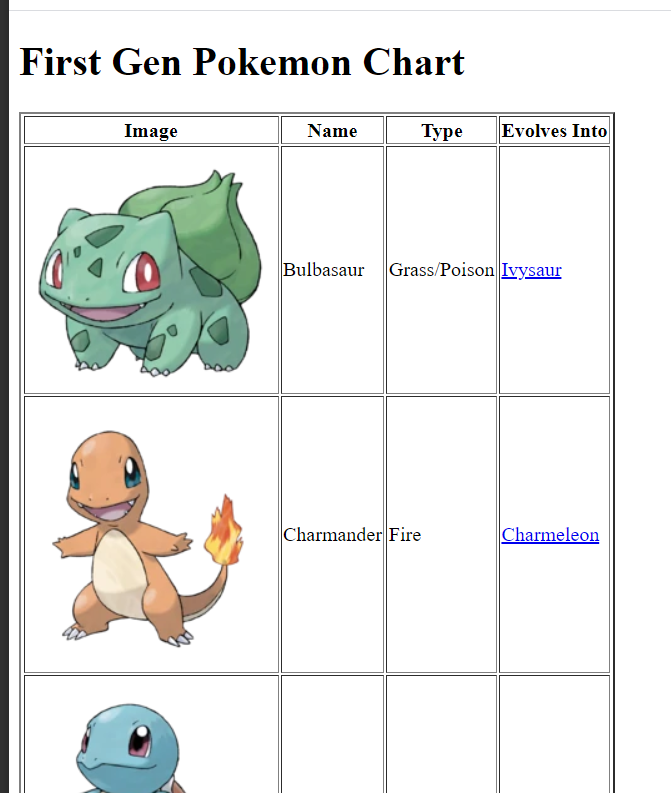 First Gen Pokemon Chart
Image Name Type Evolves Into
Bulbasaur Grass/Poison Ivysaur
Charmander Fire Charmeleon